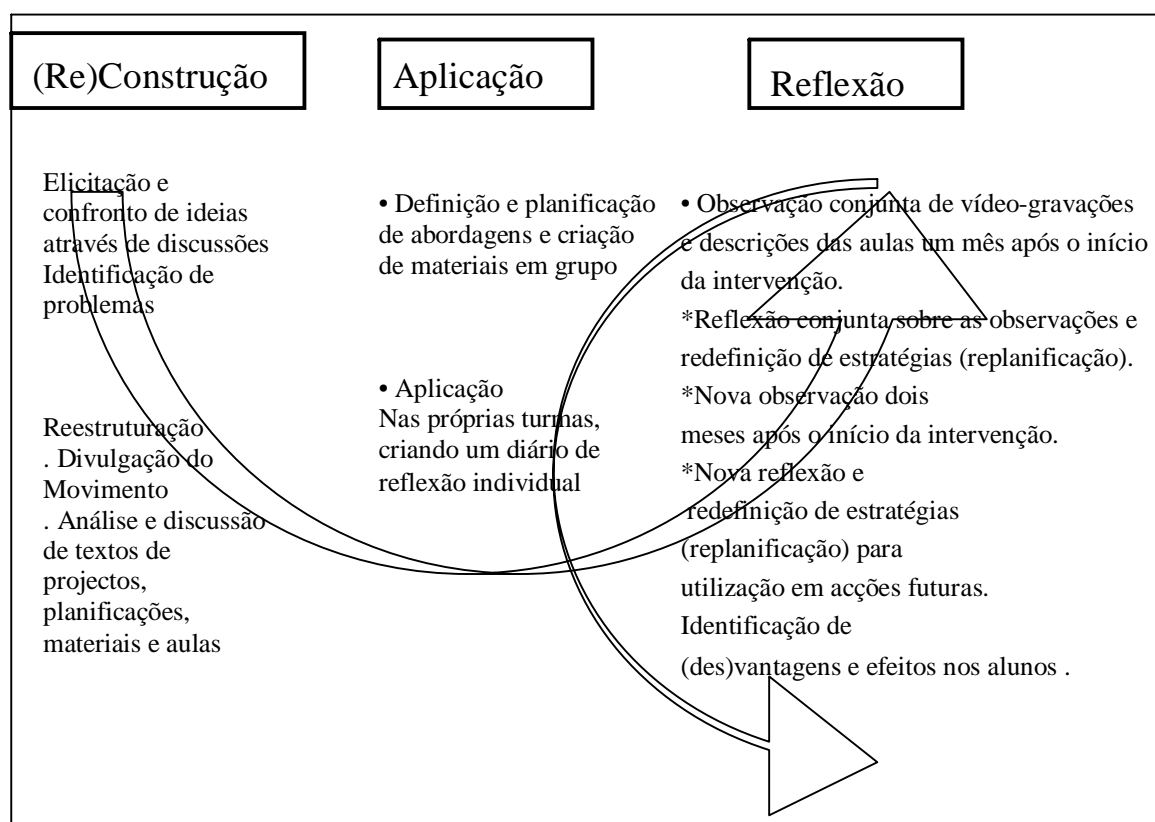 (Re)Construção
Aplicação
Reflexão
Elicitação e
confronto de ideias
através de discussões
Identificação de
problemas
Reestruturação
. Divulgação do
Movimento
. Análise e discussão
de textos de
projectos,
planificações,
materiais e aulas
• Definição e planificação
de abordagens e criação
de materiais em grupo
• Aplicação
Nas próprias turmas,
criando um diário de
reflexão individual
• Observação conjunta de vídeo-gravações
e descrições das aulas um mês após o início
da intervenção.
*Reflexão conjunta sobre as observações e
redefinição de estratégias (replanificação).
*Nova observação dois
meses após o início da intervenção.
*Nova reflexão e
redefinição de estratégias
(replanificação) para
utilização em acções futuras.
Identificação de
(des)vantagens e efeitos nos alunos .